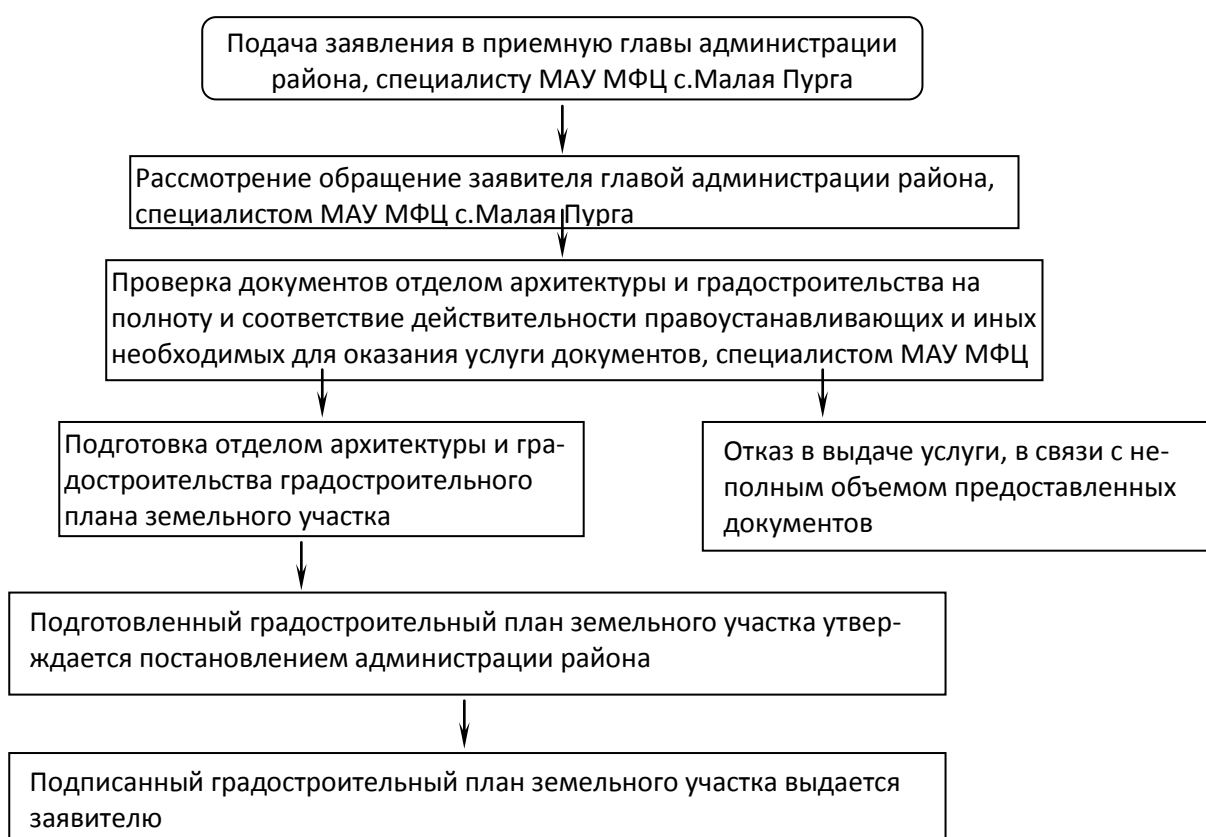 Подача заявления в приемную главы администрации
района, специалисту МАУ МФЦ с.Малая Пурга
Рассмотрение обращение заявителя главой администрации района,
специалистом МАУ МФЦ с.Малая Пурга
Проверка документов отделом архитектуры и градостроительства на
полноту и соответствие действительности правоустанавливающих и иных
необходимых для оказания услуги документов, специалистом МАУ МФЦ
Подготовка отделом архитектуры и гра-
достроительства градостроительного
плана земельного участка
Отказ в выдаче услуги, в связи с не-
полным объемом предоставленных
документов
Подготовленный градостроительный план земельного участка утвер-
ждается постановлением администрации района
Подписанный градостроительный план земельного участка выдается
заявителю